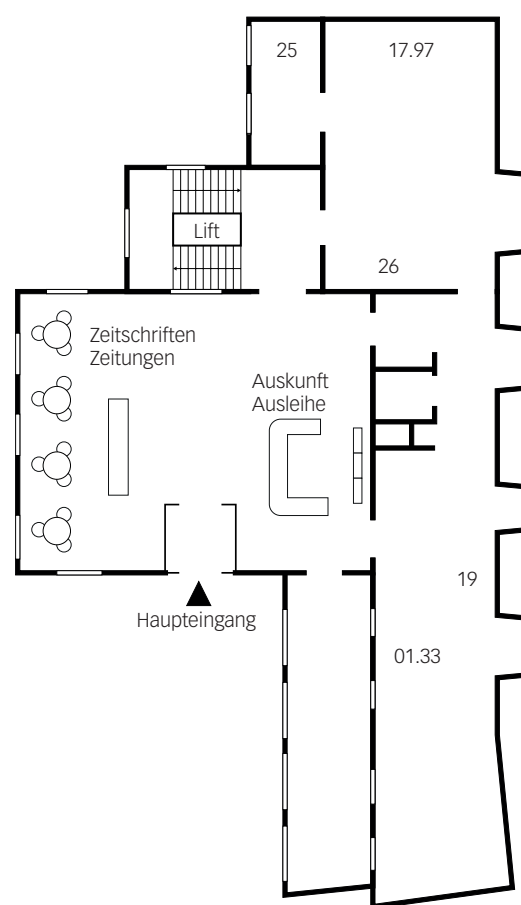 25
17.97
Lift
26
Zeitschriften
Zeitungen
Auskunft
Ausleihe
19
Haupteingang
01.33